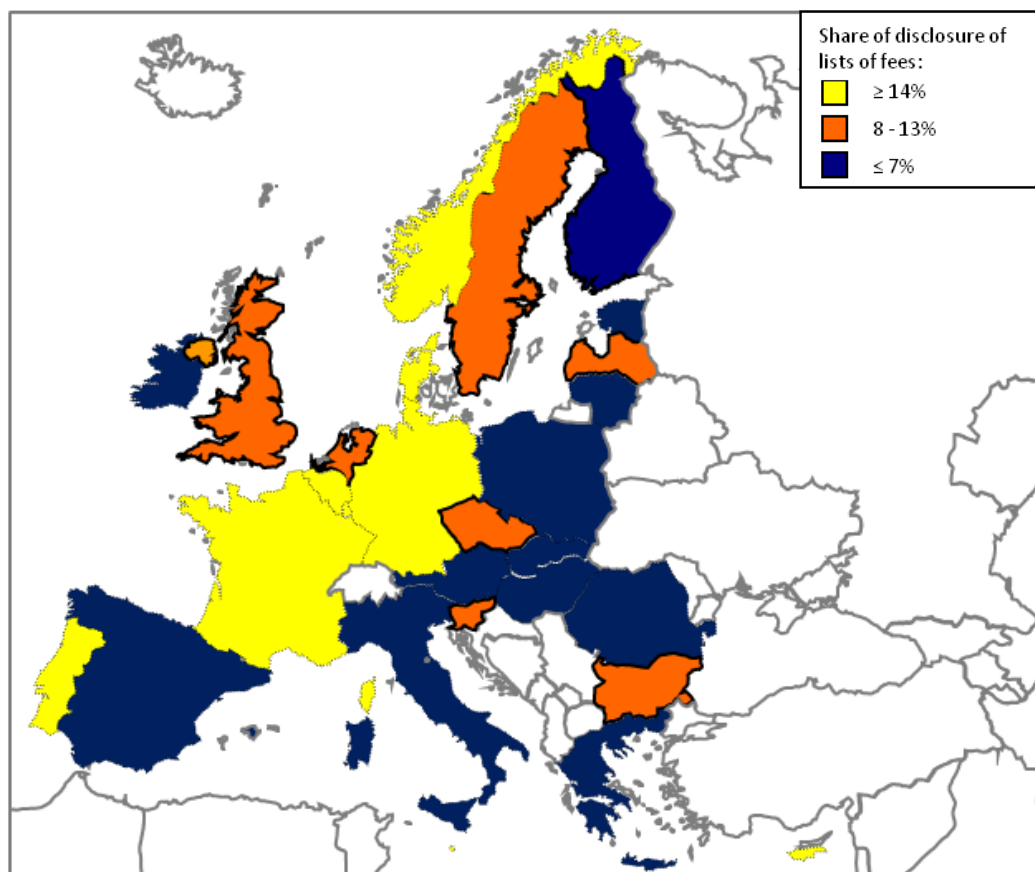 Share of disclosure of
lists of fees:
≥ 14%
8 - 13%
≤ 7%